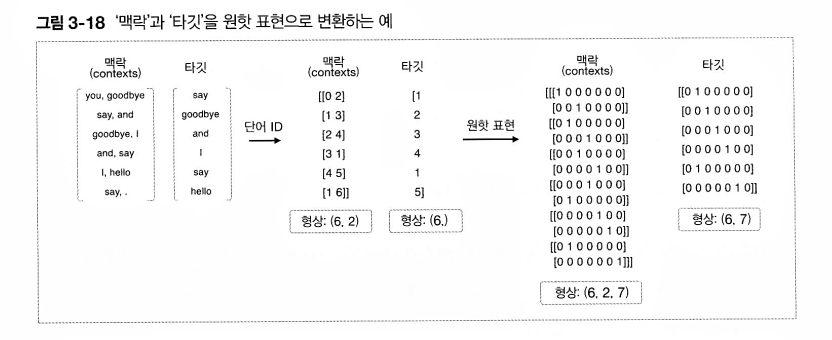 그림 3-18 '맥락'과 '타깃'을 원핫 표현으로 변환하는 예
맥락
(contexts)
타깃
you, goodbye
say, and
goodbye, I
and, say
I, hello
say, .
say
goodbye
and
I
say
hello
단어 ID
맥락
(contexts)
타깃
[[0 2]
[1 3]
[2 4]
[3 1]
[4 5]
[1 6]]
[1
2
3
4
1
5]
형상: (6, 2)
형상: (6,)
원핫 표현
맥락
(contexts)
[[[1 0 0 0 0 0 0]
[0 0 1 0 0 0 0]]
[[0 1 0 0 0 0 0]
[0 0 0 1 0 0 0]]
[[0 0 1 0 0 0 0]
[0 0 0 0 1 0 0]]
[[0 0 0 1 0 0 0]
[0 1 0 0 0 0 0]]
[[0 0 0 0 1 0 0]
[0 0 0 0 0 1 0]]
[[0 1 0 0 0 0 0]
[0 0 0 0 0 0 1]]]
형상: (6, 2, 7)
타깃
[[0 1 0 0 0 0 0]
[0 0 1 0 0 0 0]
[0 0 0 1 0 0 0]
[0 0 0 0 1 0 0]
[0 1 0 0 0 0 0]
[0 0 0 0 0 1 0]]
형상: (6, 7)